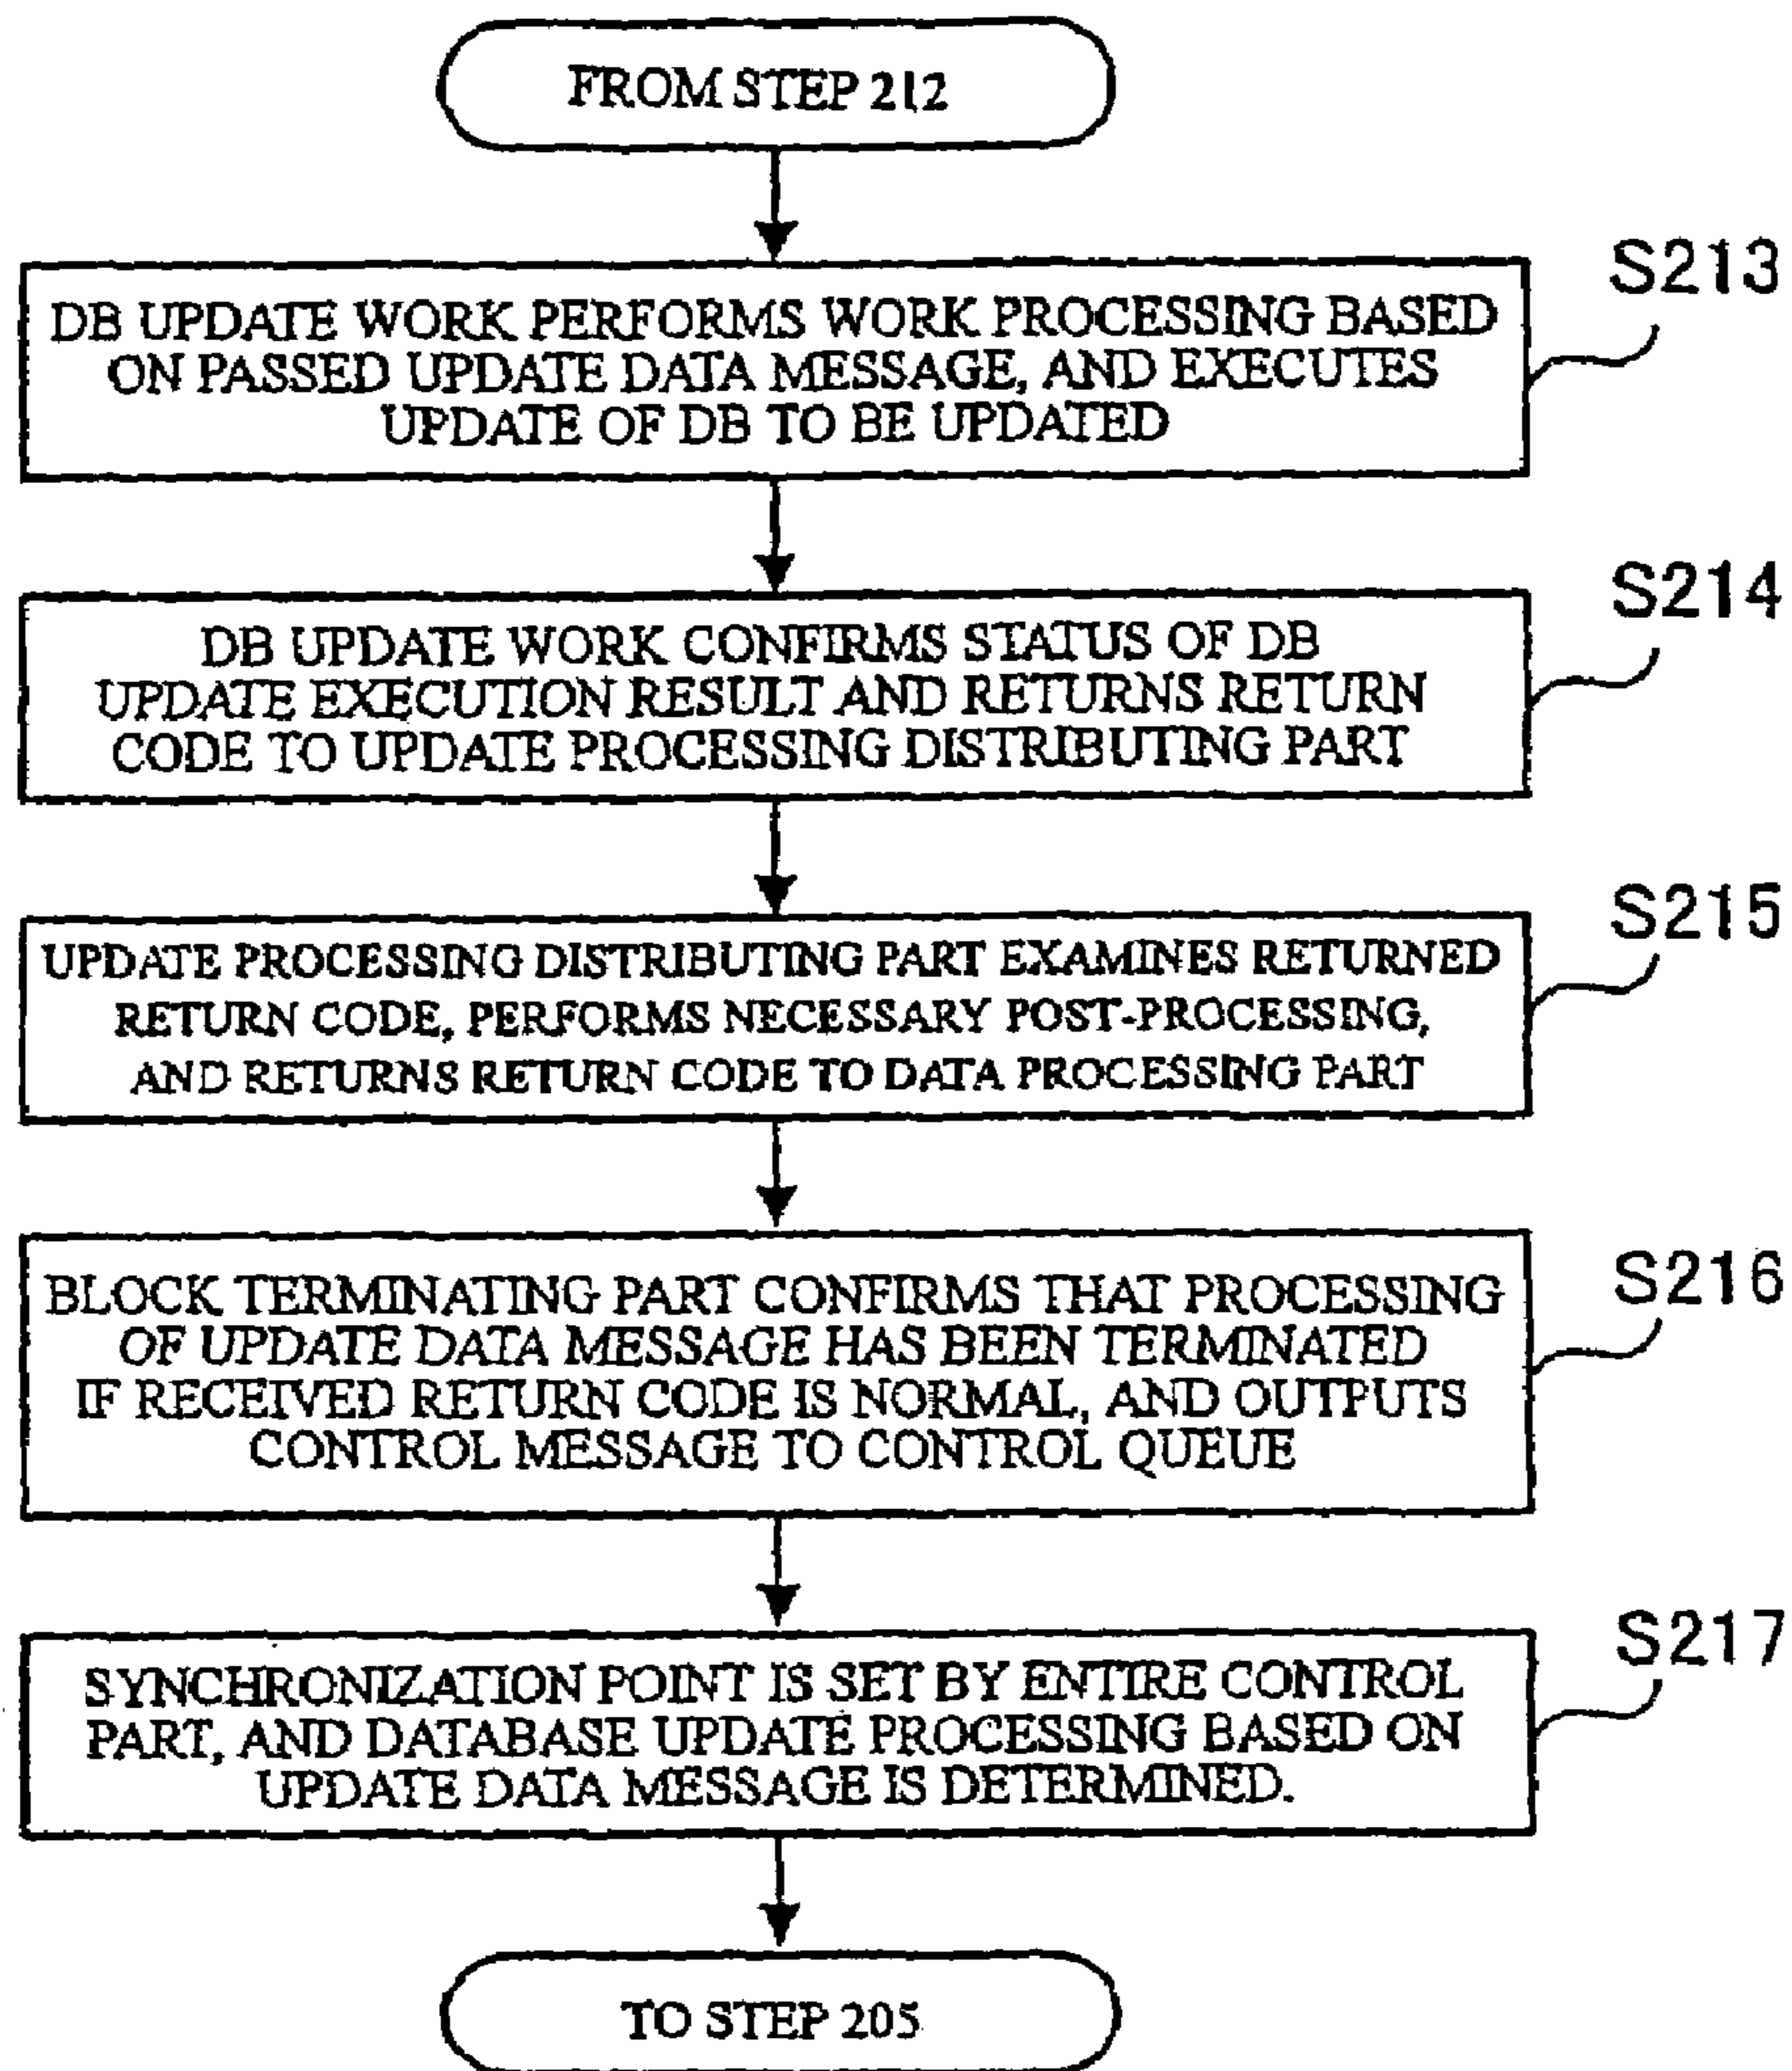 FROM STEP 212
S213
DB UPDATE WORK PERFORMS WORK PROCESSING BASED
ON PASSED UPDATE DATA MESSAGE, AND EXECUTES
UPDATE OF DB TO BE UPDATED
S214
DB UPDATE WORK CONFIRMS STATUS OF DB
UPDATE EXECUTION RESULT AND RETURNS RETURN
CODE TO UPDATE PROCESSING DISTRIBUTING PART
S215
UPDATE PROCESSING DISTRIBUTING PART EXAMINES RETURNED
RETURN CODE, PERFORMS NECESSARY POST-PROCESSING,
AND RETURNS RETURN CODE TO DATA PROCESSING PART
S216
BLOCK TERMINATING PART CONFIRMS THAT PROCESSING
OF UPDATE DATA MESSAGE HAS BEEN TERMINATED
IF RECEIVED RETURN CODE IS NORMAL, AND OUTPUTS
CONTROL MESSAGE TO CONTROL QUEUE
S217
SYNCHRONIZATION POINT IS SET BY ENTIRE CONTROL
PART, AND DATABASE UPDATE PROCESSING BASED ON
UPDATE DATA MESSAGE IS DETERMINED.
TO STEP 205